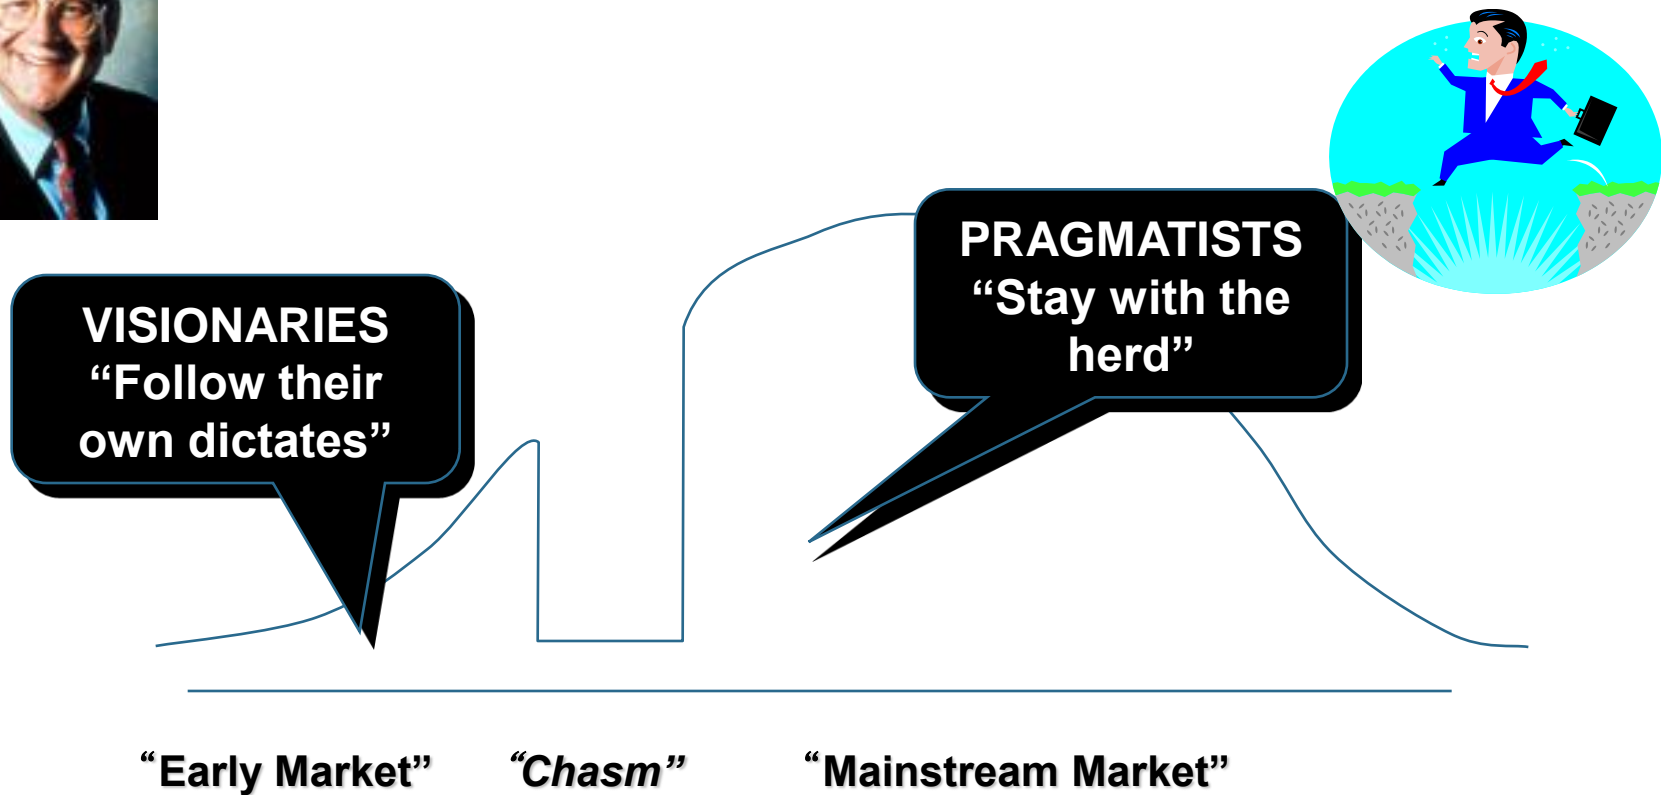 VISIONARIES
“Follow their
own dictates”
PRAGMATISTS
“Stay with the
herd”
“Early Market”
“Chasm”
“Mainstream Market”